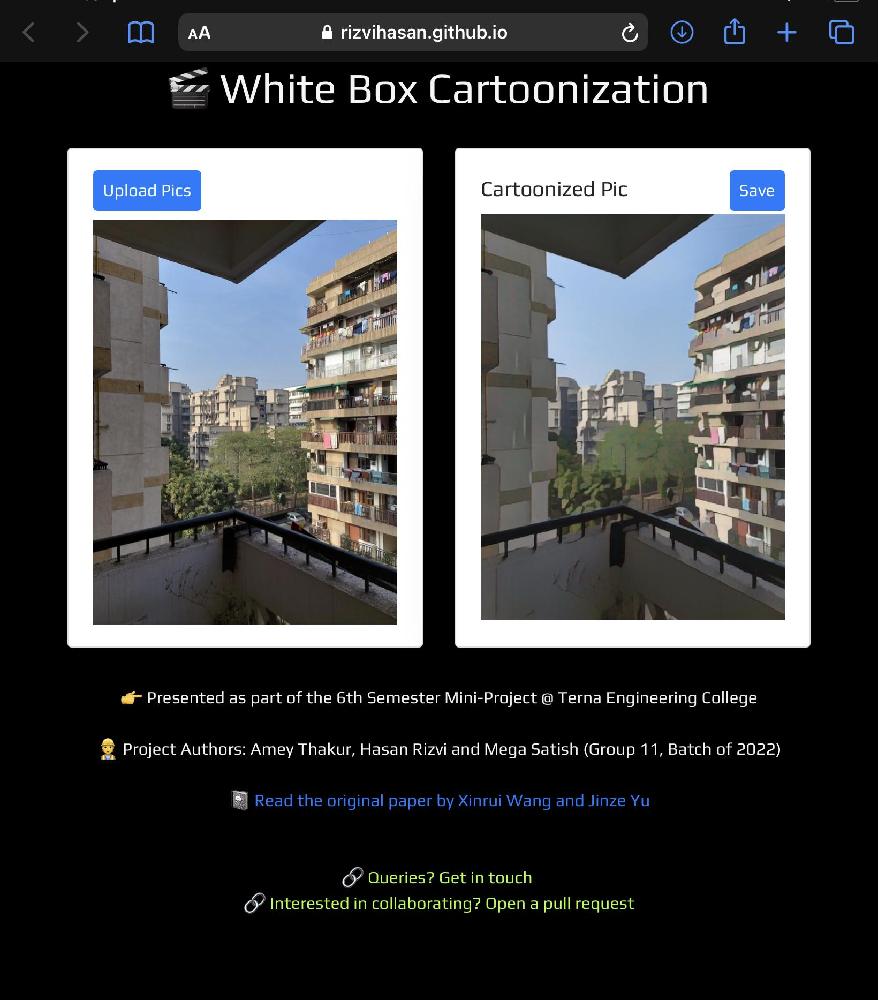 AA
rizvihasan.github.io
🎬 White Box Cartoonization
Upload Pics
Cartoonized Pic
Save
👉 Presented as part of the 6th Semester Mini-Project @ Terna Engineering College
👷 Project Authors: Amey Thakur, Hasan Rizvi and Mega Satish (Group 11, Batch of 2022)
📓 Read the original paper by Xinrui Wang and Jinze Yu
🔗 Queries? Get in touch
🔗 Interested in collaborating? Open a pull request